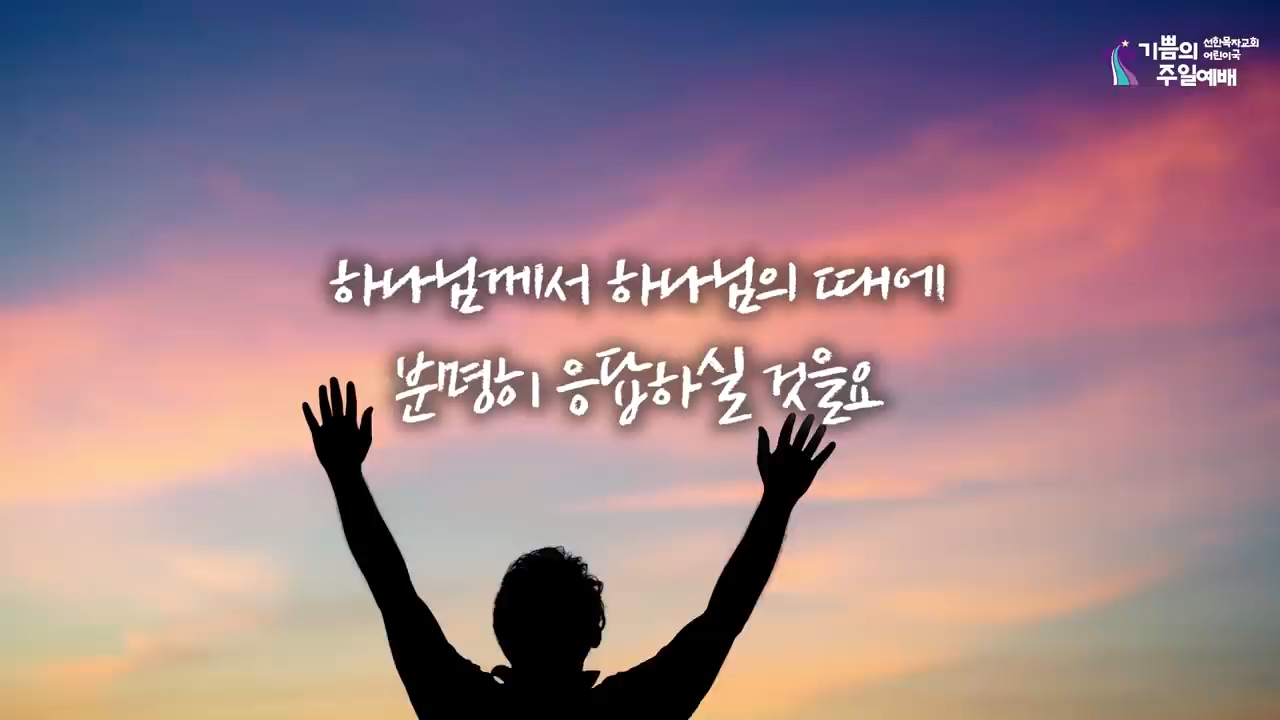 기쁨의 선한목자교회
어린이국
주일예배
하나님께서 하나님의 때에
분명히 응답하실 것을요